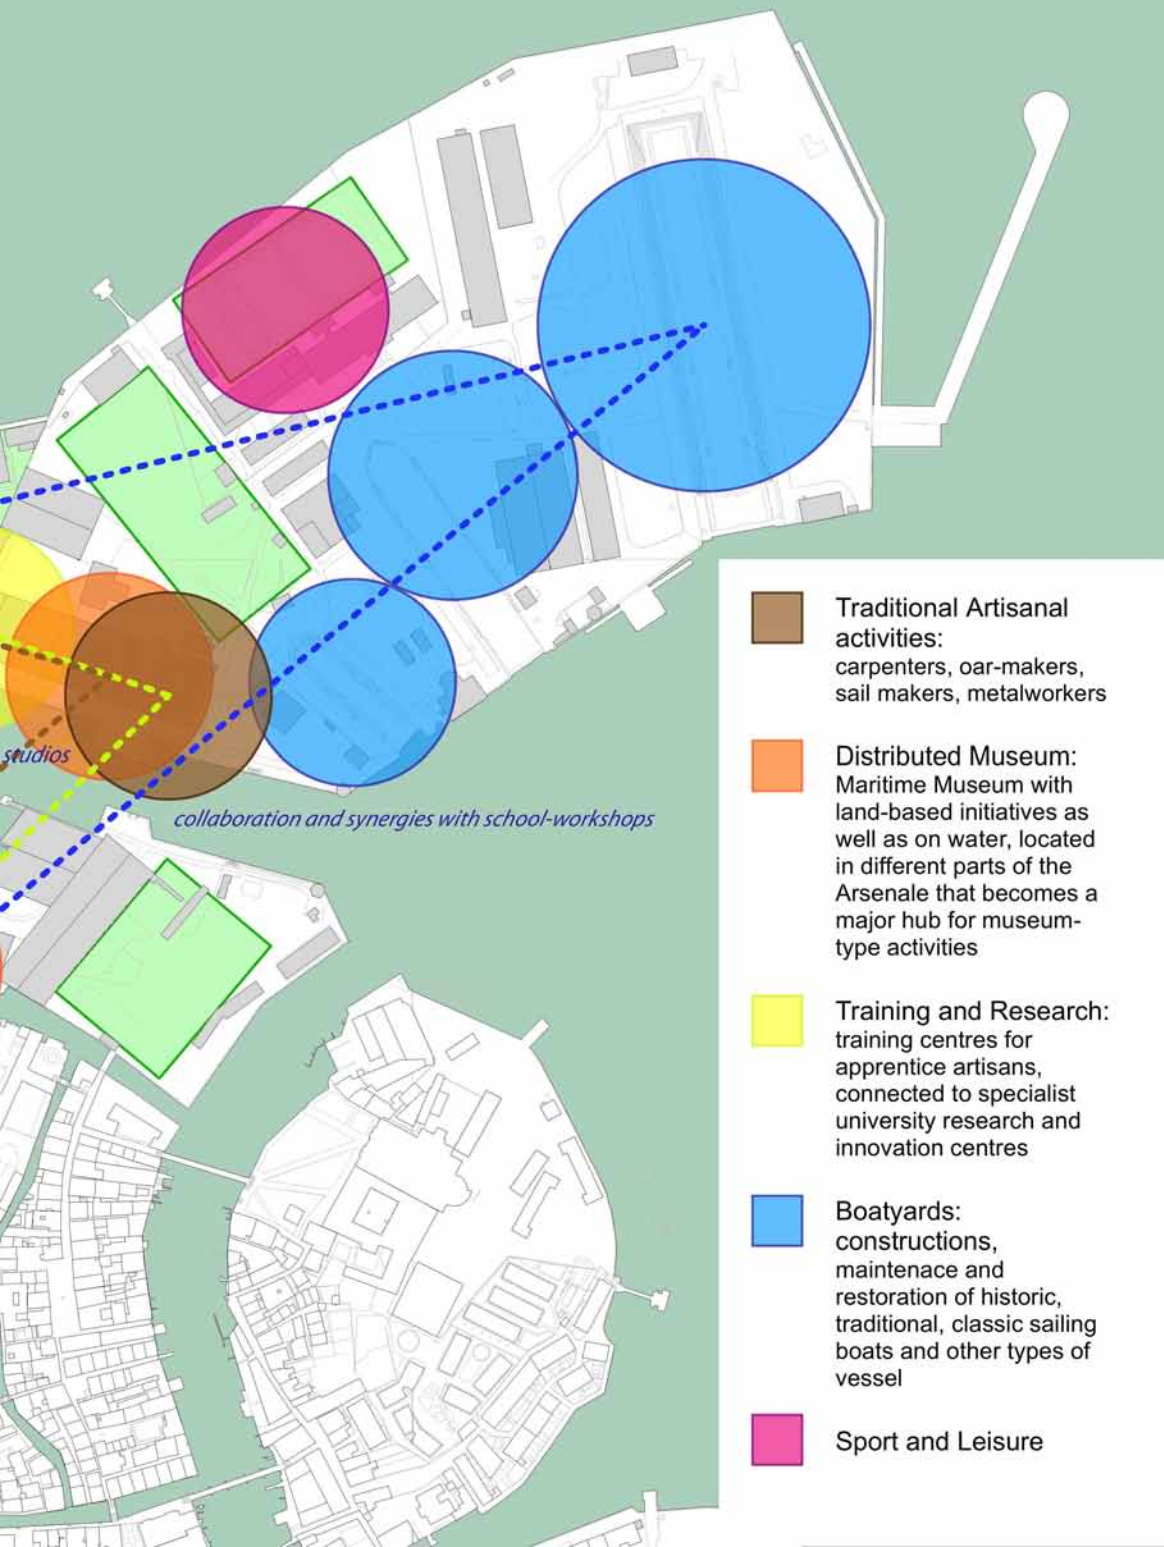 studios
collaboration and synergies with school-workshops
Traditional Artisanal
activities:
carpenters, oar-makers,
sail makers, metalworkers
Distributed Museum:
Maritime Museum with
land-based initiatives as
well as on water, located
in different parts of the
Arsenale that becomes a
major hub for museum-
type activities
Training and Research:
training centres for
apprentice artisans,
connected to specialist
university research and
innovation centres
Boatyards:
constructions,
maintenace and
restoration of historic,
traditional, classic sailing
boats and other types of
vessel
Sport and Leisure